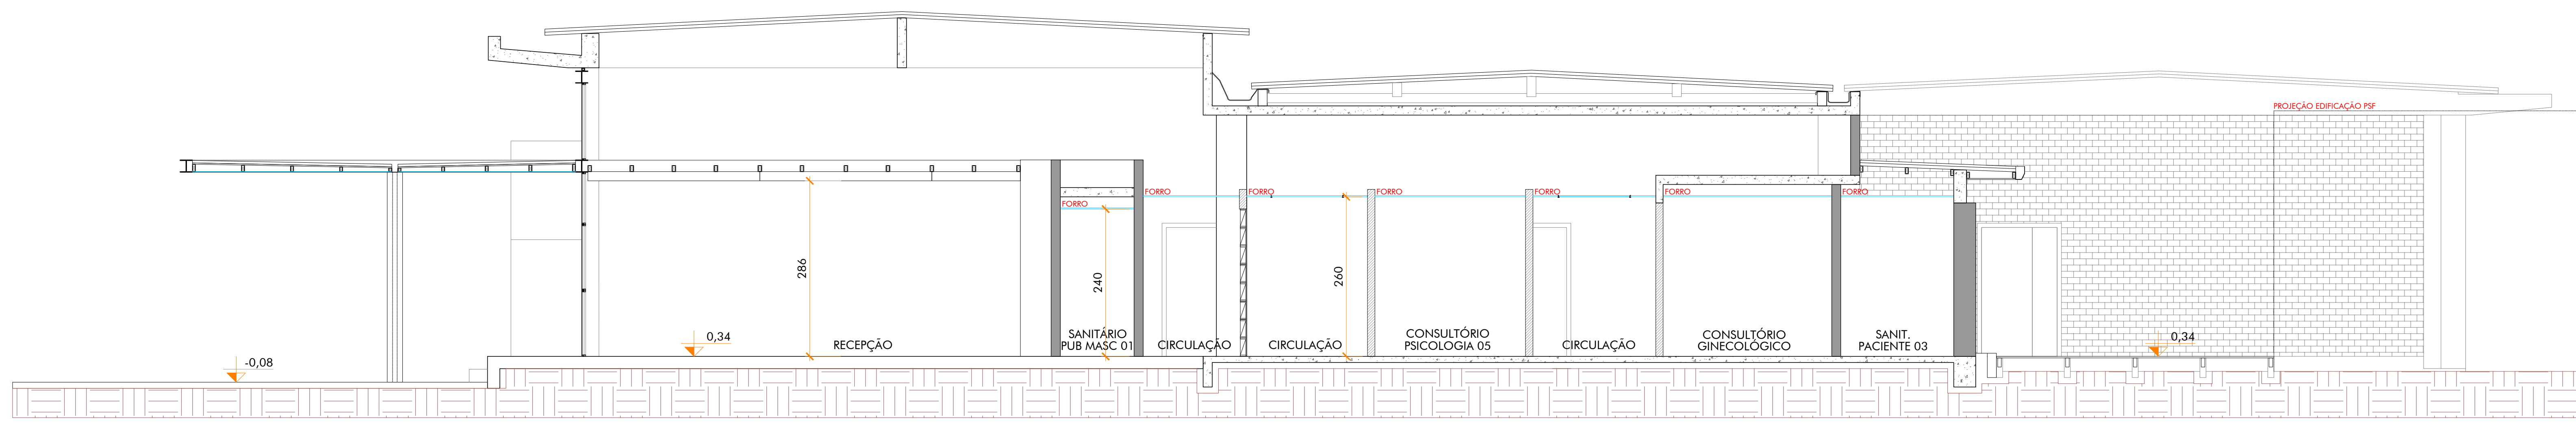 PROJEÇÃO EDIFICAÇÃO PSF
FORRO
FORRO
FORRO
FORRO
FORRO
FORRO
FORRO
286
240
260
0,34
RECEPÇÃO
SANITÁRIO
PUB MASC 01
CIRCULAÇÃO
CIRCULAÇÃO
CONSULTÓRIO
PSICOLOGIA 05
CIRCULAÇÃO
CONSULTÓRIO
GINECOLÓGICO
SANIT.
PACIENTE 03
0,34
-0,08